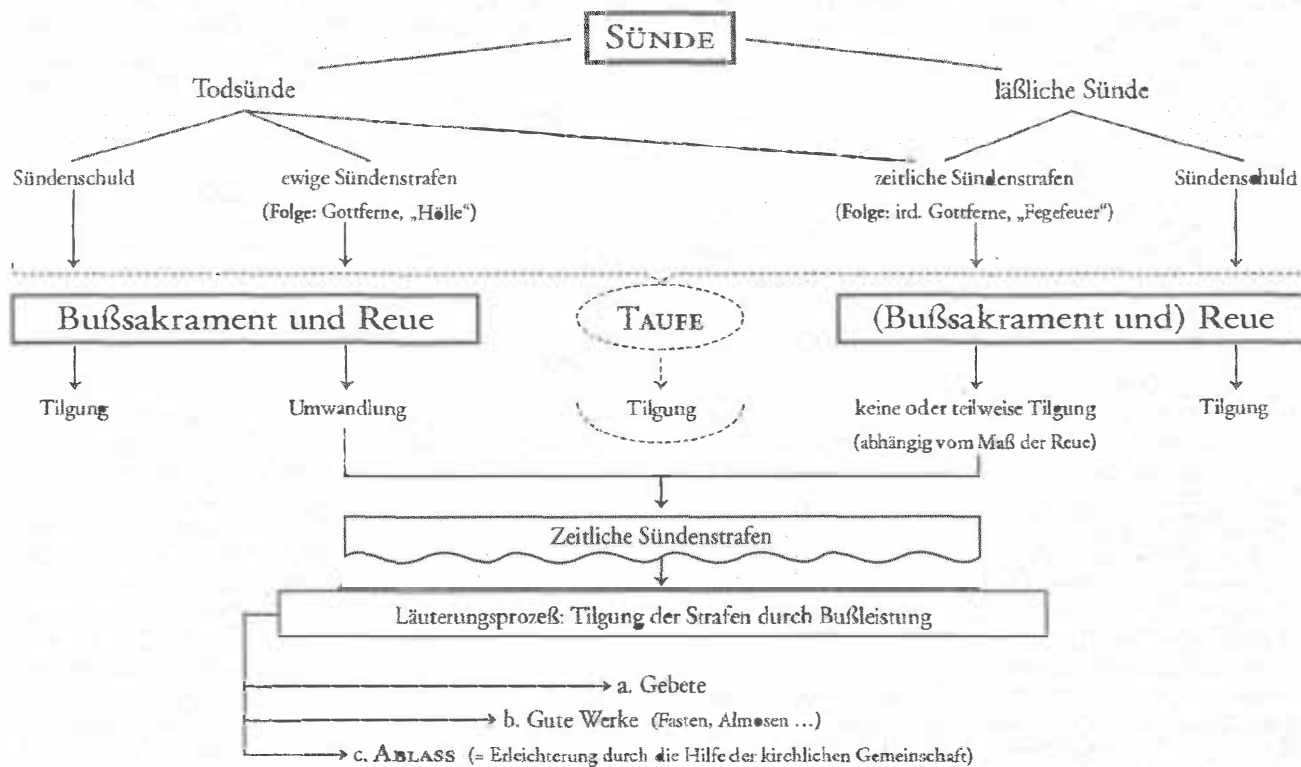 SÜNDE
Todsünde
läßliche Sünde
Sündenschuld
ewige Sündenstrafen
(Folge: Gottferne, „Hölle“)
zeitliche Sündenstrafen
(Folge: ird. Gottferne, „Fegefeuer“)
Sündenschuld
Bußsakrament und Reue
TAUFE
(Bußsakrament und) Reue
Tilgung
Umwandlung
Tilgung
keine oder teilweise Tilgung
(abhängig vom Maß der Reue)
Tilgung
Zeitliche Sündenstrafen
Läuterungsprozeß: Tilgung der Strafen durch Bußleistung
a. Gebete
b. Gute Werke (Fasten, Almosen ...)
c. ABLASS (= Erleichterung durch die Hilfe der kirchlichen Gemeinschaft)